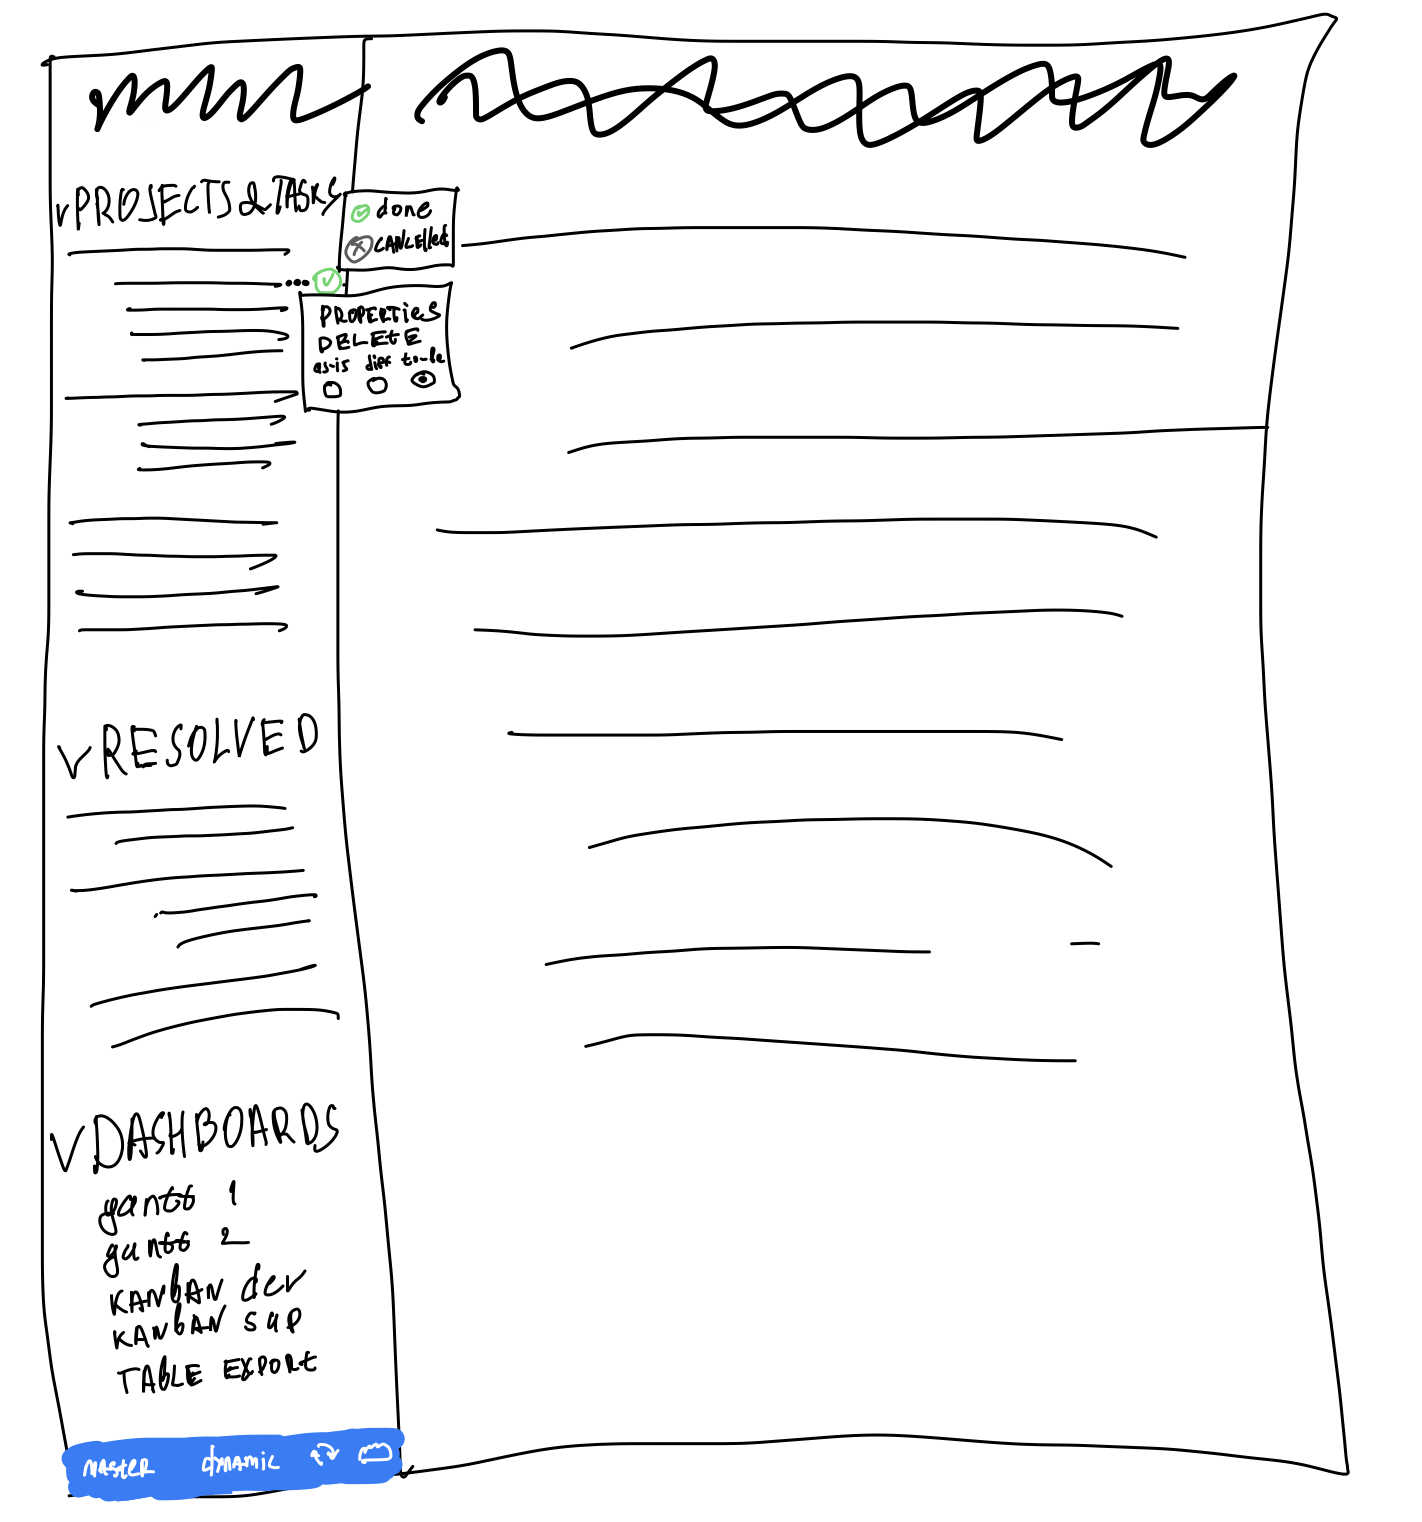 PROJECTS & TASKS
done
CANCElled
PROPERTieS
DELETE
as-is diff to-be
RESOLVED
DASHBOARDS
gantt 1
gantt 2
KANbAN dev
KANbAN sup
TAbLE EXPORt
MASteR dynamic